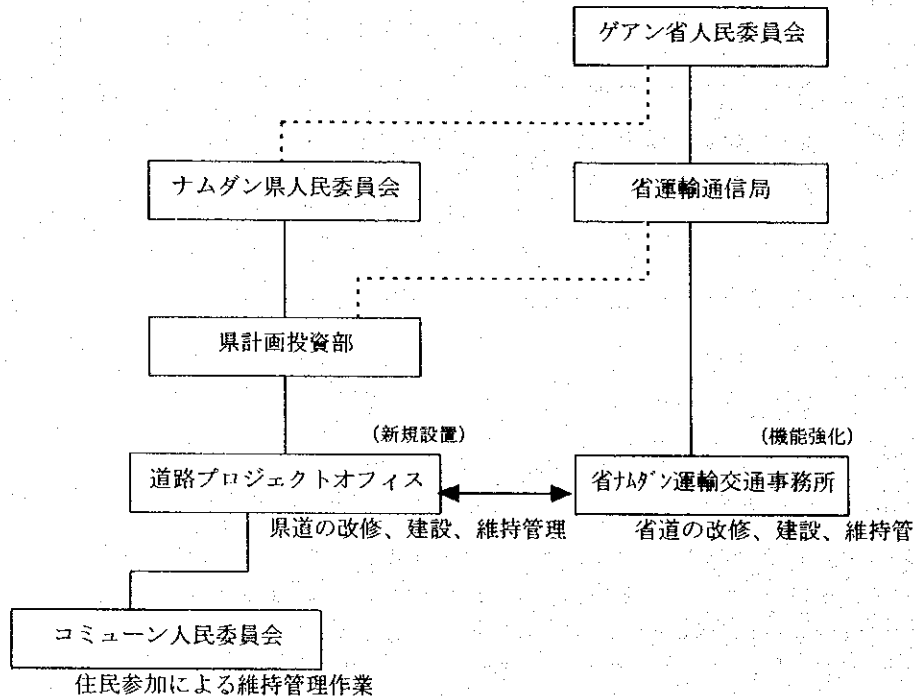 ゲアン省人民委員会
ナムダン県人民委員会
省運輸通信局
県計画投資部
(新規設置)
(機能強化)
道路プロジェクトオフィス
省ナムダン運輸交通事務所
県道の改修、建設、維持管理
省道の改修、建設、維持管
コミューン人民委員会
住民参加による維持管理作業